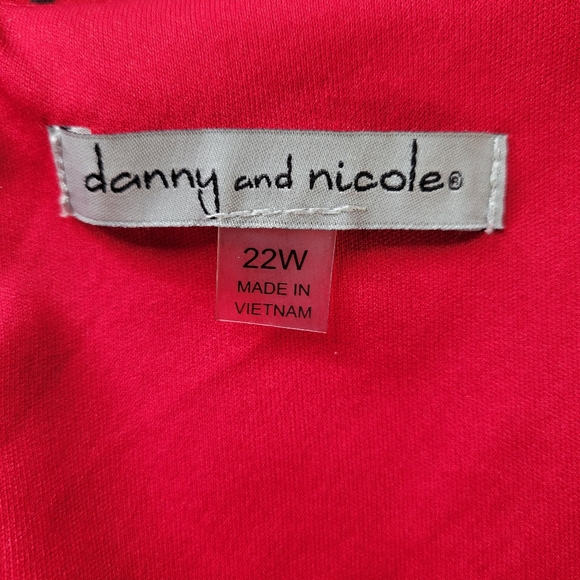 danny and nicole®
22W
MADE IN
VIETNAM